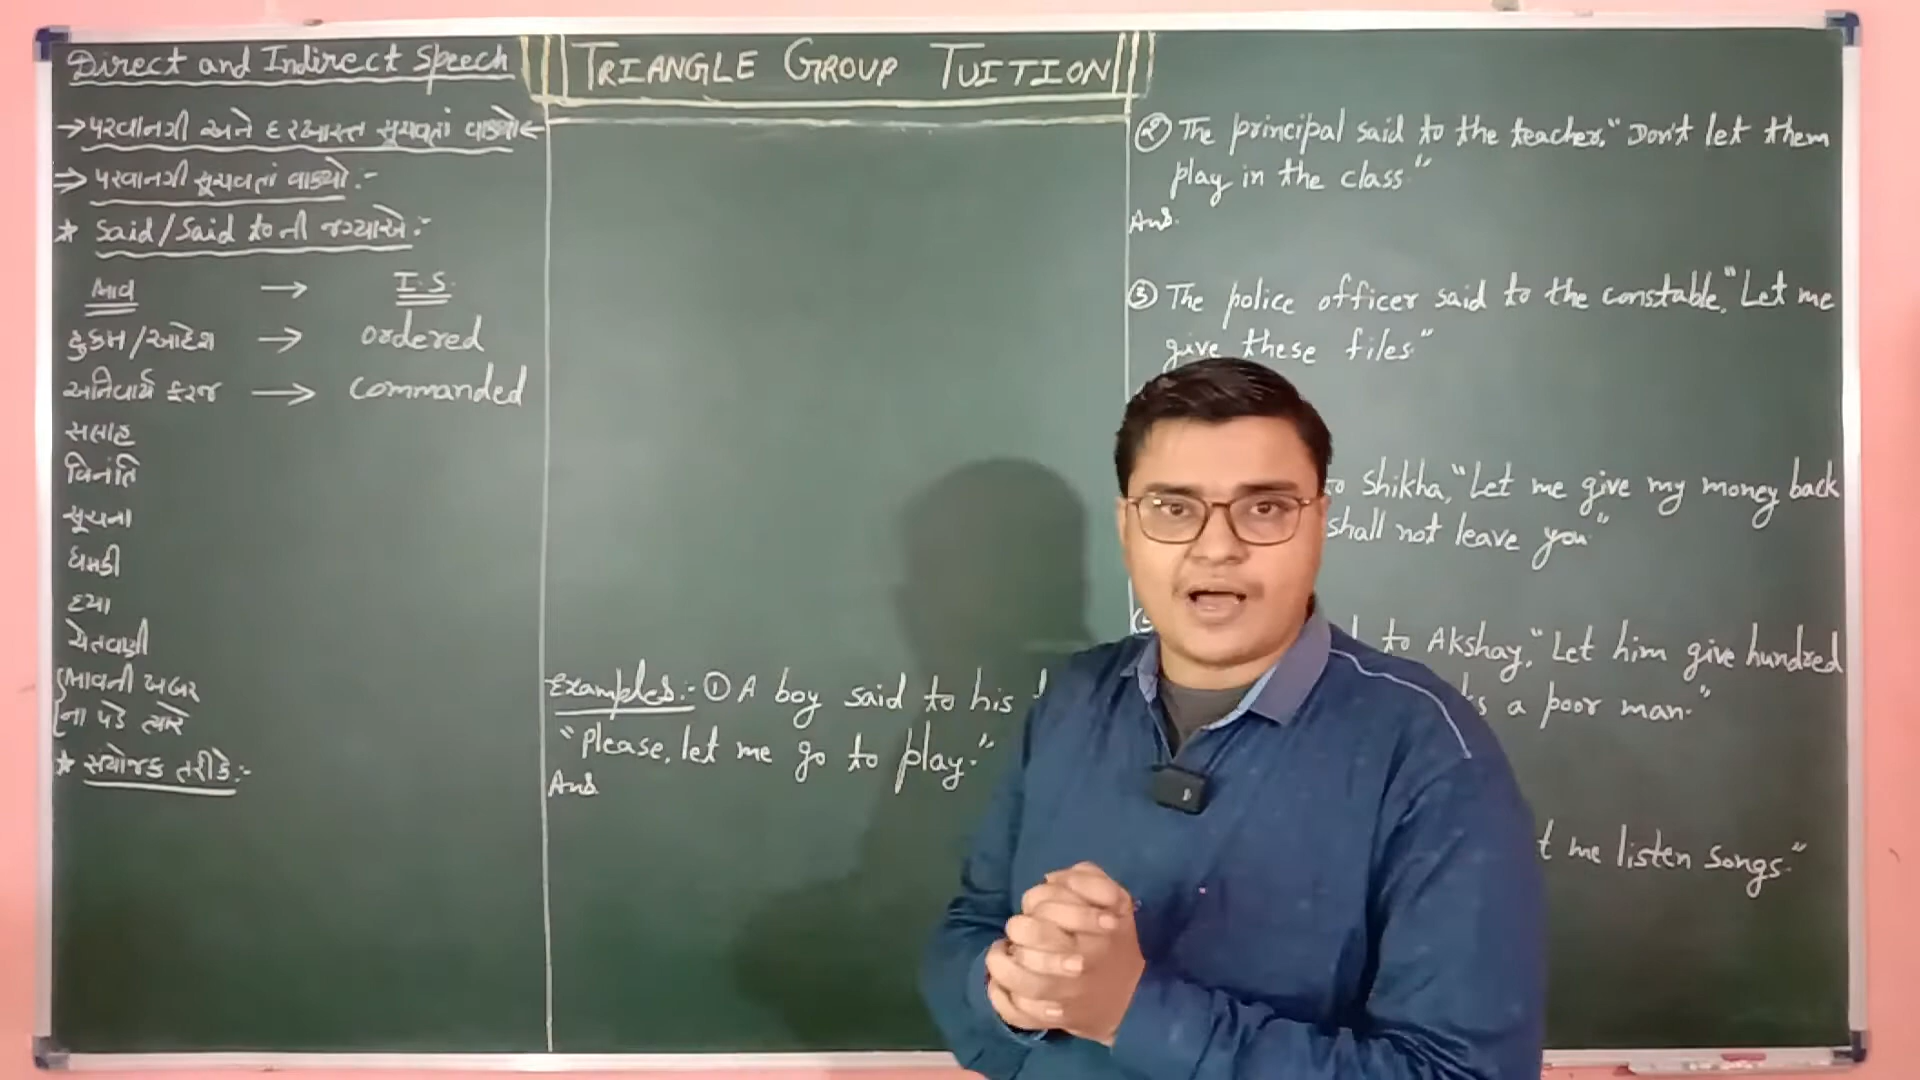 Direct and Indirect Speech
TRIANGLE GROUP TUITION
→ પરવાનગી અને દરખાસ્ત સૂચવતાં વાક્યો ←
⇒ પરવાનગી સૂચવતાં વાક્યો :-
★ Said/Said to ની જગ્યાએ :-
ભાવ → I.S.
હુકમ/આદેશ → ordered
અનિવાર્ય ફરજ → commanded
સલાહ
વિનંતિ
સૂચના
ધમકી
દયા
ચેતવણી
ભાવની ખબર
ના પડે ત્યારે
★ સંયોજક તરીકે :-
Examples :- ① A boy said to his
"Please, let me go to play."
Ans
② The principal said to the teacher, "Don't let them
play in the class"
Ans.
③ The police officer said to the constable, "Let me
give these files"
to Shikha, "Let me give my money back
shall not leave you"
to Akshay, "Let him give hundred
a poor man."
me listen songs."